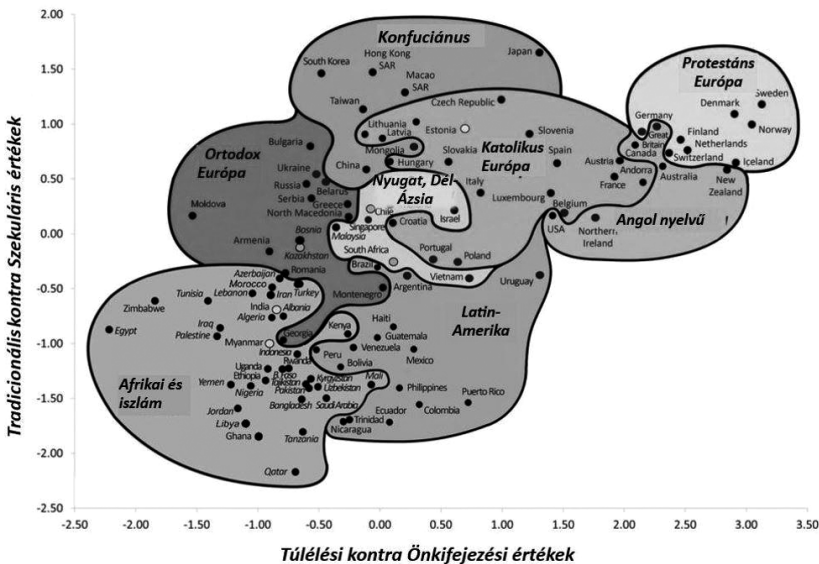 2.00
1.50
1.00
0.50
0.00
-0.50
-1.00
-1.50
-2.00
-2.50
-2.50
-2.00
-1.50
-1.00
-0.50
0.00
0.50
1.00
1.50
2.00
2.50
3.00
3.50
Tradicionális kontra Szekuláris értékek
Túlélési kontra Önkifejezési értékek
Konfuciánus
South Korea
Hong Kong
SAR
Macao
SAR
Japan
Taiwan
China
Mongolia
Protestáns
Európa
Sweden
Denmark
Norway
Finland
Netherlands
Switzerland
Iceland
Germany
Katolikus
Európa
Czech Republic
Lithuania
Latvia
Estonia
Slovenia
Slovakia
Hungary
Spain
Italy
Luxembourg
Belgium
France
Austria
Andorra
Croatia
Portugal
Poland
Angol nyelvű
Great
Britain
Canada
Australia
New
Zealand
USA
Northern
Ireland
Ortodox
Európa
Bulgaria
Ukraine
Russia
Belarus
Serbia
Greece
North Macedonia
Moldova
Bosnia
Armenia
Kazakhstan
Romania
Montenegro
Georgia
Nyugat, Dél-
Ázsia
Chile
Singapore
Israel
Malaysia
South Africa
Vietnam
Latin-
Amerika
Brazil
Argentina
Uruguay
Haiti
Guatemala
Kenya
Venezuela
Mexico
Peru
Bolivia
Mali
Philippines
Puerto Rico
Ecuador
Colombia
Trinidad
Nicaragua
Afrikai és
iszlám
Azerbaijan
Morocco
Lebanon
Iran
Turkey
Tunisia
Zimbabwe
India
Albania
Algeria
Egypt
Iraq
Palestine
Myanmar
Indonesia
Rwanda
Uganda
B. Faso
Ethiopia
Tajikistan
Kyrgyzstan
Yemen
Nigeria
Pakistan
Uzbekistan
Bangladesh
Saudi Arabia
Jordan
Libya
Ghana
Tanzania
Qatar